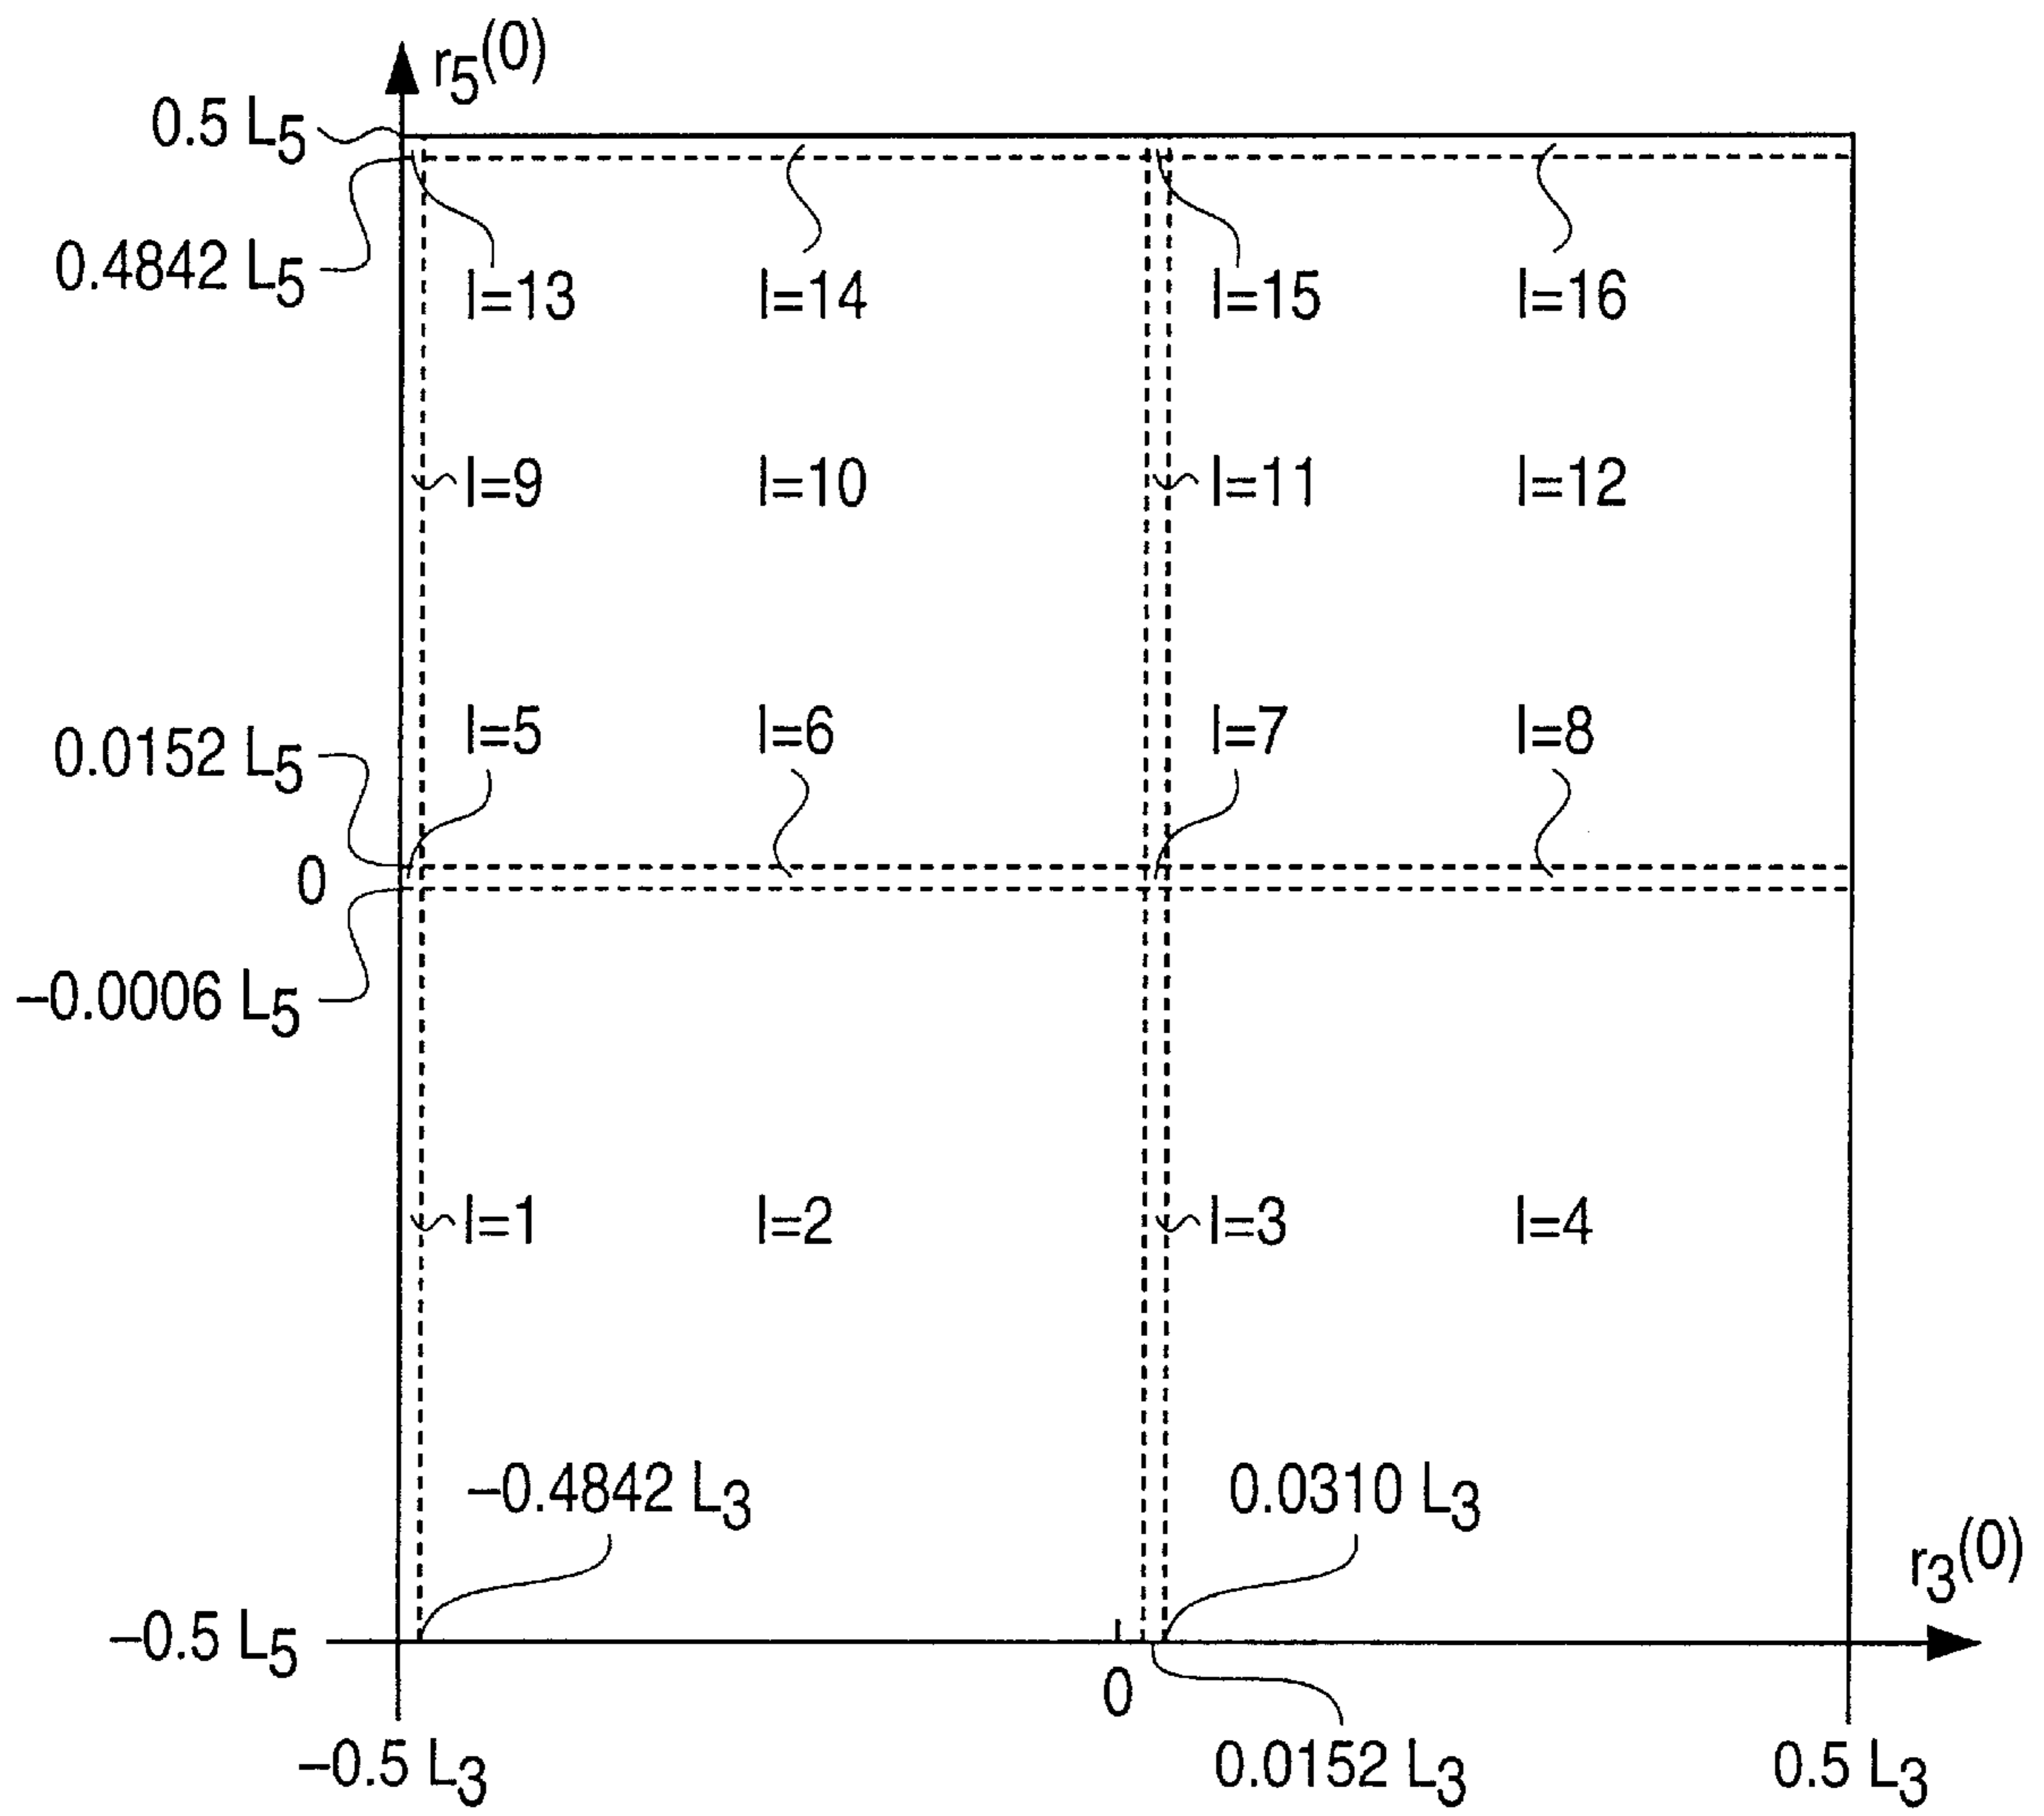 r5(0)
0.5 L5
0.4842 L5
l=13 l=14 l=15 l=16
l=9 l=10 l=11 l=12
l=5 l=6 l=7 l=8
0.0152 L5
0
–0.0006 L5
l=1 l=2 l=3 l=4
–0.4842 L3 0.0310 L3
r3(0)
–0.5 L5
0
–0.5 L3 0.0152 L3 0.5 L3